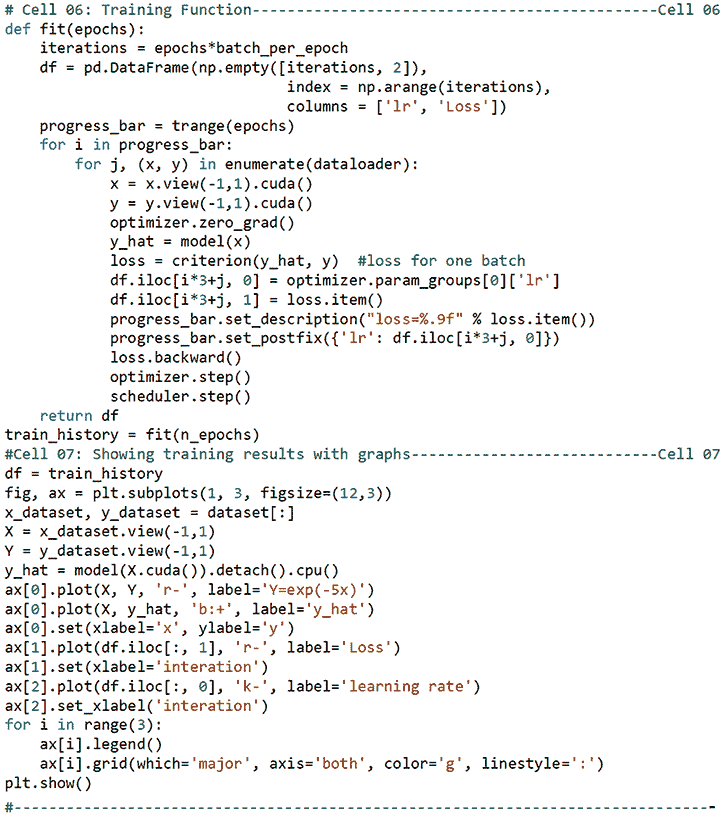 # Cell 06: Training Function----------------------------------------------Cell 06
def fit(epochs):
    iterations = epochs*batch_per_epoch
    df = pd.DataFrame(np.empty([iterations, 2]),
                                index = np.arange(iterations),
                                columns = ['lr', 'Loss'])
    progress_bar = trange(epochs)
    for i in progress_bar:
        for j, (x, y) in enumerate(dataloader):
            x = x.view(-1,1).cuda()
            y = y.view(-1,1).cuda()
            optimizer.zero_grad()
            y_hat = model(x)
            loss = criterion(y_hat, y)  #loss for one batch
            df.iloc[i*3+j, 0] = optimizer.param_groups[0]['lr']
            df.iloc[i*3+j, 1] = loss.item()
            progress_bar.set_description("loss=%.9f" % loss.item())
            progress_bar.set_postfix({'lr': df.iloc[i*3+j, 0]})
            loss.backward()
            optimizer.step()
            scheduler.step()
    return df
train_history = fit(n_epochs)
#Cell 07: Showing training results with graphs----------------------------Cell 07
df = train_history
fig, ax = plt.subplots(1, 3, figsize=(12,3))
x_dataset, y_dataset = dataset[:]
X = x_dataset.view(-1,1)
Y = y_dataset.view(-1,1)
y_hat = model(X.cuda()).detach().cpu()
ax[0].plot(X, Y, 'r-', label='Y=exp(-5x)')
ax[0].plot(X, y_hat, 'b:+', label='y_hat')
ax[0].set(xlabel='x', ylabel='y')
ax[1].plot(df.iloc[:, 1], 'r-', label='Loss')
ax[1].set(xlabel='interation')
ax[2].plot(df.iloc[:, 0], 'k-', label='learning rate')
ax[2].set_xlabel('interation')
for i in range(3):
    ax[i].legend()
    ax[i].grid(which='major', axis='both', color='g', linestyle=':')
plt.show()
#--------------------------------------------------------------------------------